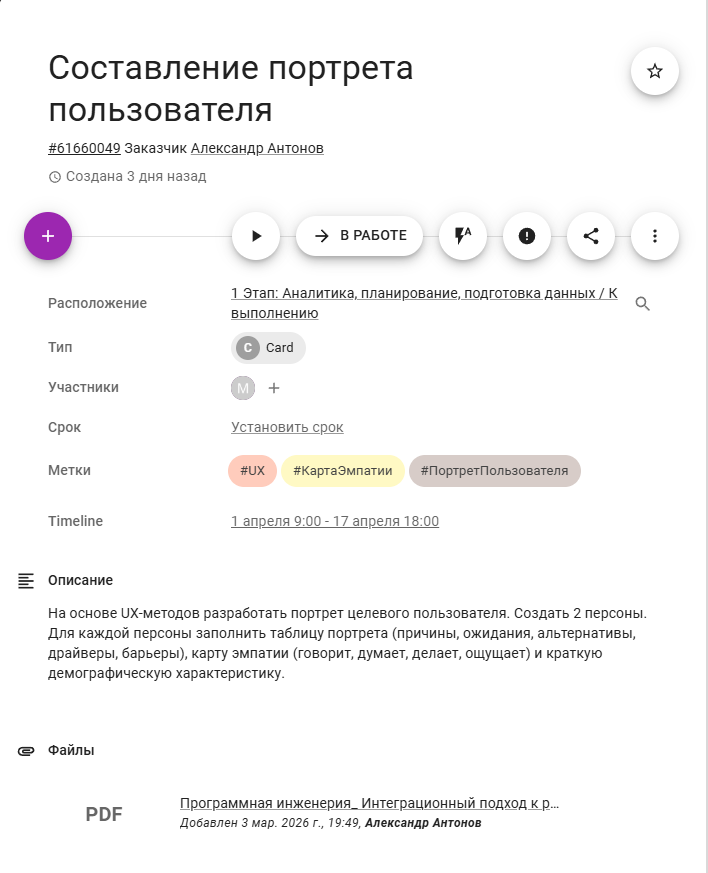 Составление портрета
пользователя
#61660049 Заказчик Александр Антонов
Создана 3 дня назад
В РАБОТЕ
Расположение
1 Этап: Аналитика, планирование, подготовка данных / К
выполнению
Тип
C Card
Участники
М
Срок
Установить срок
Метки
#UX #КартаЭмпатии #ПортретПользователя
Timeline
1 апреля 9:00 - 17 апреля 18:00
Описание
На основе UX-методов разработать портрет целевого пользователя. Создать 2 персоны.
Для каждой персоны заполнить таблицу портрета (причины, ожидания, альтернативы,
драйверы, барьеры), карту эмпатии (говорит, думает, делает, ощущает) и краткую
демографическую характеристику.
Файлы
PDF
Программная инженерия_ Интеграционный подход к р…
Добавлен 3 мар. 2026 г., 19:49, Александр Антонов